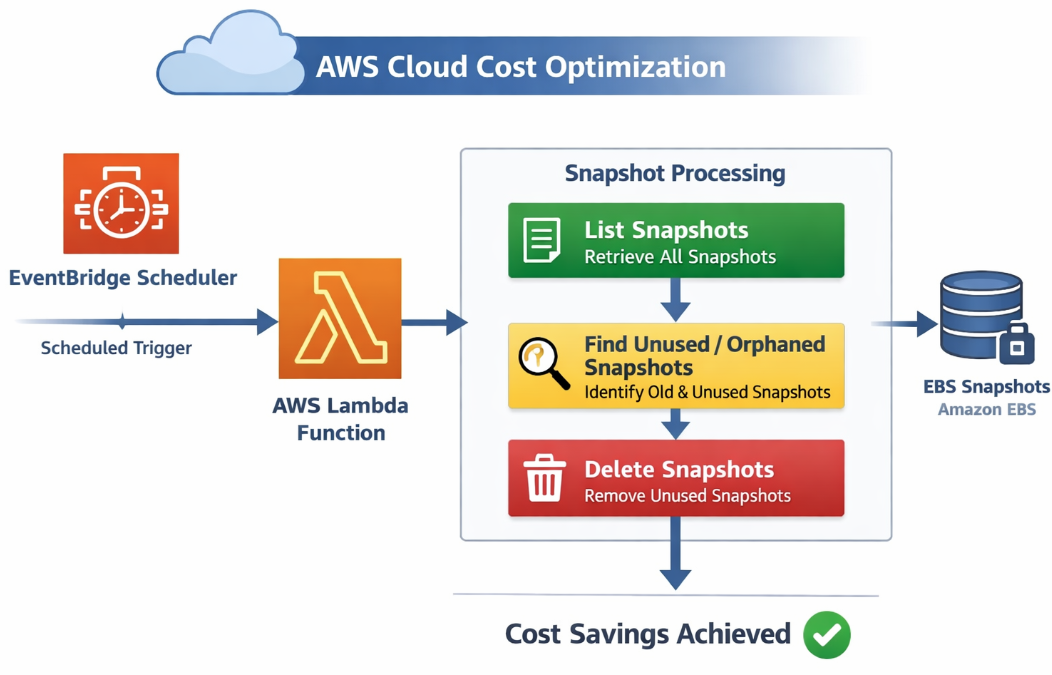 AWS Cloud Cost Optimization
EventBridge Scheduler
Scheduled Trigger
AWS Lambda
Function
Snapshot Processing
List Snapshots
Retrieve All Snapshots
Find Unused / Orphaned
Snapshots
Identify Old & Unused Snapshots
Delete Snapshots
Remove Unused Snapshots
EBS Snapshots
Amazon EBS
Cost Savings Achieved